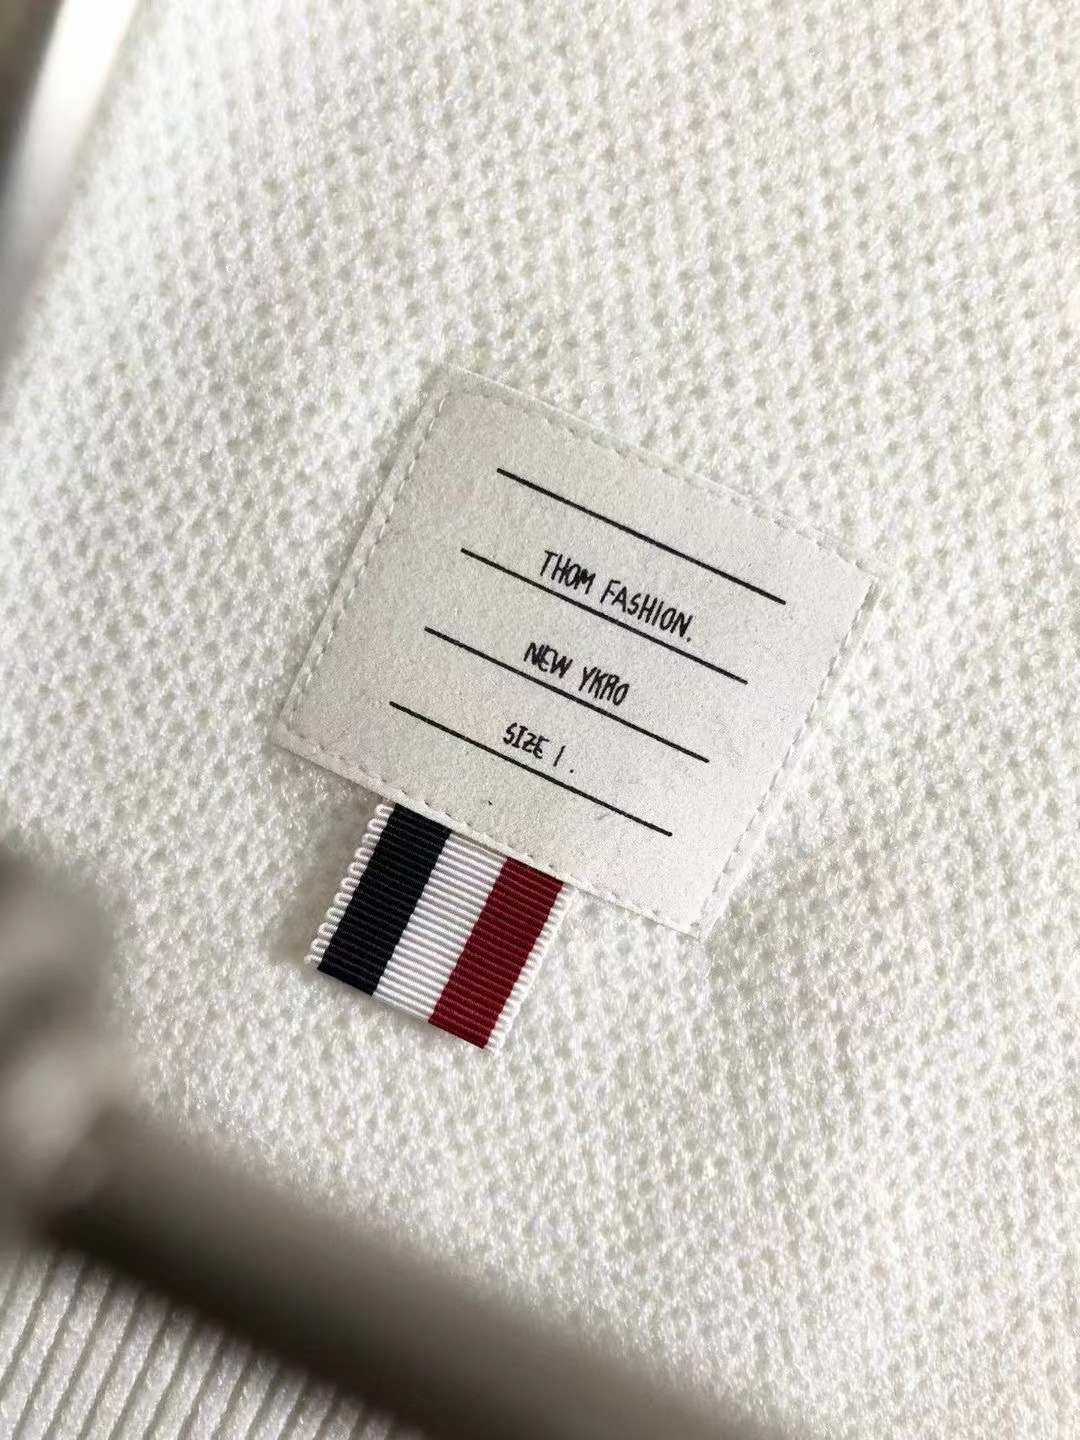 THOM FASHION.
NEW YKRO
SIZE 1.